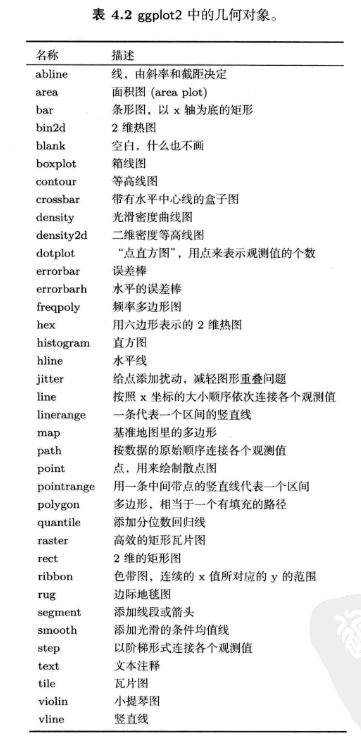 表 4.2 ggplot2 中的几何对象。
名称 描述
abline 线，由斜率和截距决定
area 面积图 (area plot)
bar 条形图，以 x 轴为底的矩形
bin2d 2 维热图
blank 空白，什么也不画
boxplot 箱线图
contour 等高线图
crossbar 带有水平中心线的盒子图
density 光滑密度曲线图
density2d 二维密度等高线图
dotplot “点直方图”，用点来表示观测值的个数
errorbar 误差棒
errorbarh 水平的误差棒
freqpoly 频率多边形图
hex 用六边形表示的 2 维热图
histogram 直方图
hline 水平线
jitter 给点添加扰动，减轻图形重叠问题
line 按照 x 坐标的大小顺序依次连接各个观测值
linerange 一条代表一个区间的竖直线
map 基准地图里的多边形
path 按数据的原始顺序连接各个观测值
point 点，用来绘制散点图
pointrange 用一条中间带点的竖直线代表一个区间
polygon 多边形，相当于一个有填充的路径
quantile 添加分位数回归线
raster 高效的矩形瓦片图
rect 2 维的矩形图
ribbon 色带图，连续的 x 值所对应的 y 的范围
rug 边际地毯图
segment 添加线段或箭头
smooth 添加光滑的条件均值线
step 以阶梯形式连接各个观测值
text 文本注释
tile 瓦片图
violin 小提琴图
vline 竖直线